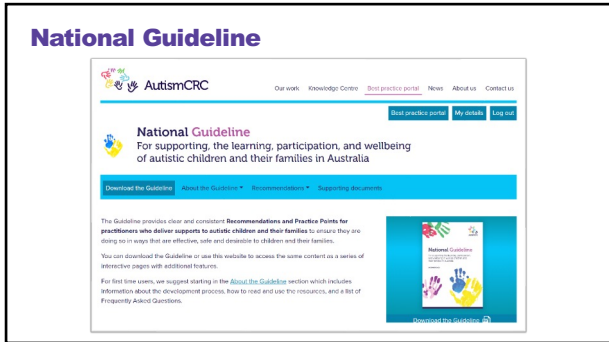 National Guideline
AutismCRC
Our work Knowledge Centre Best practice portal News About us Contact us
Best practice portal My details Log out
National Guideline
For supporting, the learning, participation, and wellbeing
of autistic children and their families in Australia
Download the Guideline About the Guideline Recommendations Supporting documents
The Guideline provides clear and consistent Recommendations and Practice Points for
practitioners who deliver supports to autistic children and their families to ensure they are
doing so in ways that are effective, safe and desirable to children and their families.
You can download the Guideline or use this website to access the same content as a series of
interactive pages with additional features.
For first time users, we suggest starting in the About the Guideline section which includes
information about the development process, how to read and use the resources, and a list of
Frequently Asked Questions.
National Guideline
Download the Guideline